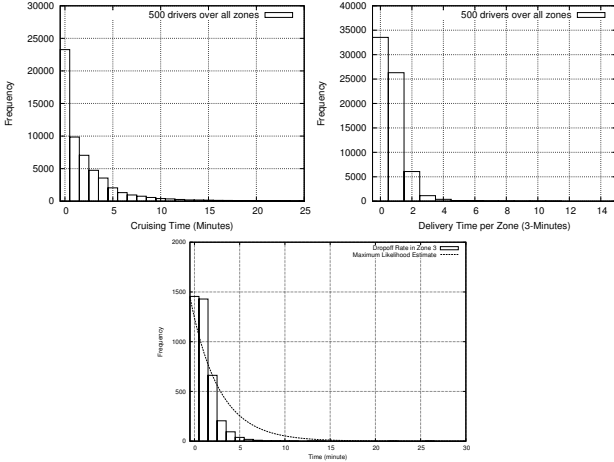 500 drivers over all zones
30000
25000
20000
15000
10000
5000
0
Frequency
0 5 10 15 20 25
Cruising Time (Minutes)
500 drivers over all zones
40000
35000
30000
25000
20000
15000
10000
5000
0
Frequency
0 2 4 6 8 10 12 14
Delivery Time per Zone (3-Minutes)
Dropoff Rate in Zone 3
Maximum Likelihood Estimate
2000
1500
1000
500
0
Frequency
0 5 10 15 20 25 30
Time (minute)